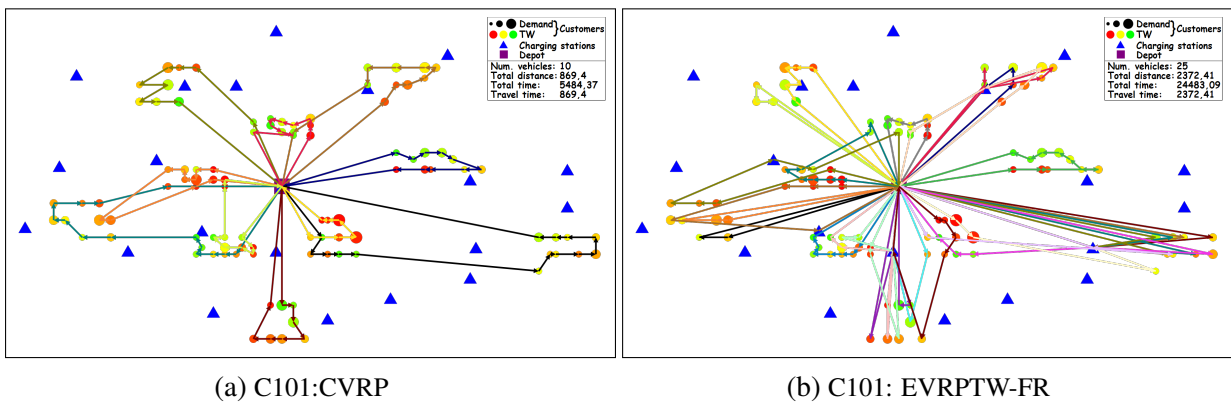 Demand
TW
Customers
Charging stations
Depot
Num. vehicles: 10
Total distance: 869,4
Total time: 5484,37
Travel time: 869,4
Demand
TW
Customers
Charging stations
Depot
Num. vehicles: 25
Total distance: 2372,41
Total time: 24483,09
Travel time: 2372,41
(a) C101:CVRP
(b) C101: EVRPTW-FR